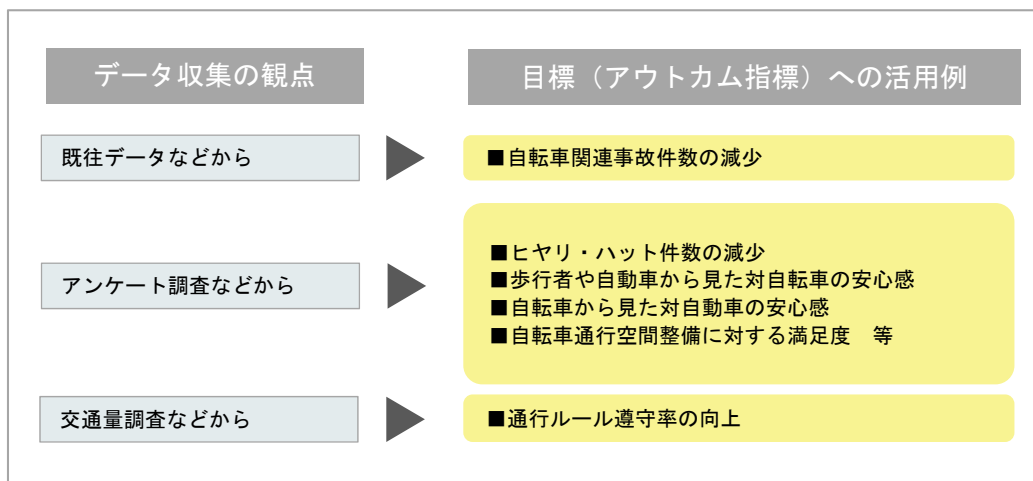 データ収集の観点
目標（アウトカム指標）への活用例
既往データなどから
■自転車関連事故件数の減少
アンケート調査などから
■ヒヤリ・ハット件数の減少
■歩行者や自動車から見た対自転車の安心感
■自転車から見た対自動車の安心感
■自転車通行空間整備に対する満足度　等
交通量調査などから
■通行ルール遵守率の向上